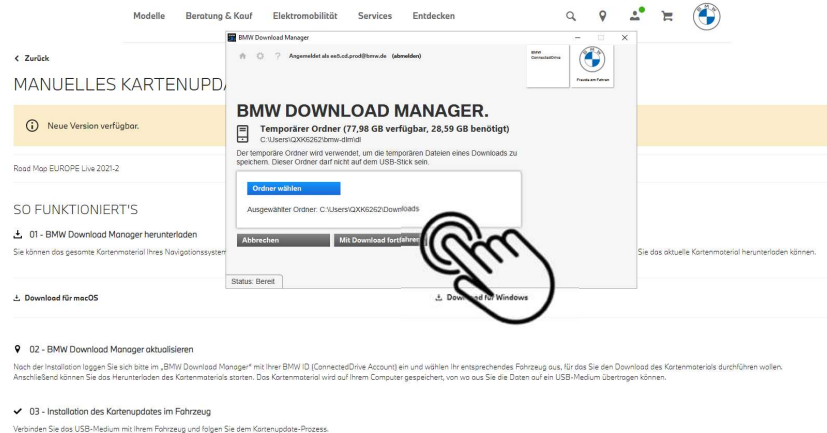 Modelle Beratung & Kauf Elektromobilität Services Entdecken
BMW Download Manager
Zurück
Angemeldet als ee5.cd.prod@bmw.de (abmelden)
BMW
ConnectedDrive
Freude am Fahren
MANUELLES KARTENUPD
BMW DOWNLOAD MANAGER.
Neue Version verfügbar.
Temporärer Ordner (77,98 GB verfügbar, 28,59 GB benötigt)
C:\Users\QXK6262\bmw-dlm\dl
Der temporäre Ordner wird verwendet, um die temporären Dateien eines Downloads zu
speichern. Dieser Ordner darf nicht auf dem USB-Stick sein.
Road Map EUROPE Live 2021-2
Ordner wählen
Ausgewählter Ordner: C:\Users\QXK6262\Downloads
SO FUNKTIONIERT'S
01 - BMW Download Manager herunterladen
Abbrechen Mit Download fortfahren
Sie können das gesamte Kartenmaterial Ihres Navigationssystem
Sie das aktuelle Kartenmaterial herunterladen können.
Status: Bereit
Download für macOS
Download für Windows
02 - BMW Download Manager aktualisieren
Nach der Installation loggen Sie sich bitte im „BMW Download Manager" mit Ihrer BMW ID (ConnectedDrive Account) ein und wählen Ihr entsprechendes Fahrzeug aus, für das Sie den Download des Kartenmaterials durchführen wollen.
Anschließend können Sie das Herunterladen des Kartenmaterials starten. Das Kartenmaterial wird auf Ihrem Computer gespeichert, von wo aus Sie die Daten auf ein USB-Medium übertragen können.
03 - Installation des Kartenupdates im Fahrzeug
Verbinden Sie das USB-Medium mit Ihrem Fahrzeug und folgen Sie dem Kartenupdate-Prozess.